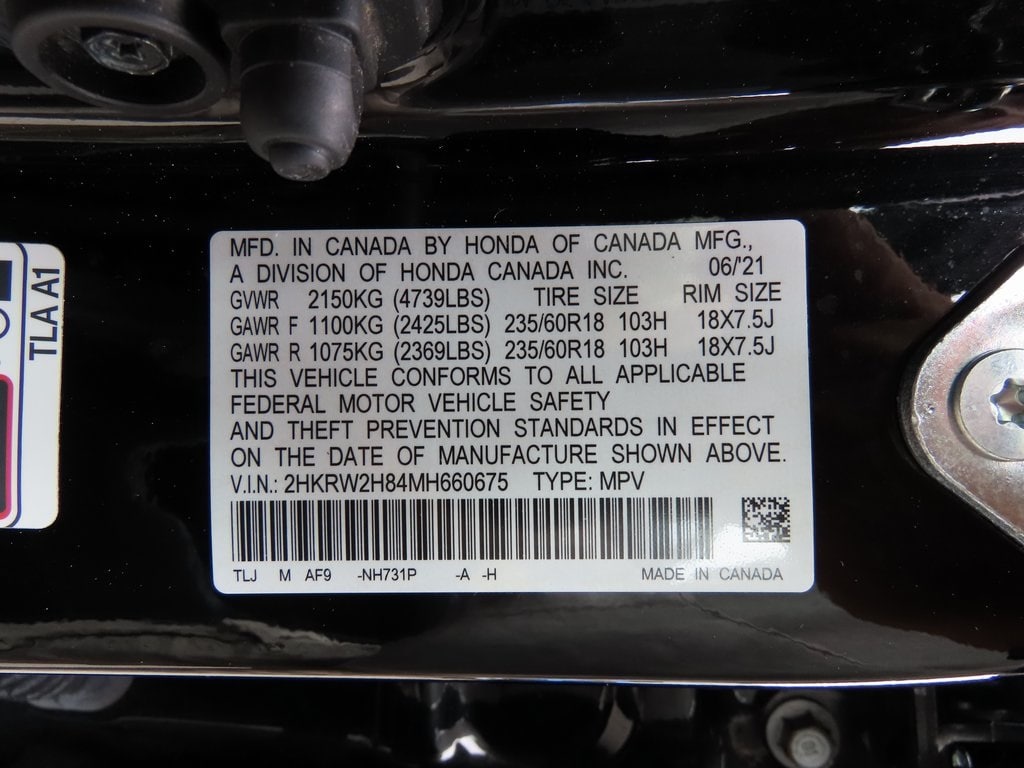 MFD. IN CANADA BY HONDA OF CANADA MFG.,
A DIVISION OF HONDA CANADA INC. 06/'21
GVWR 2150KG (4739LBS) TIRE SIZE RIM SIZE
GAWR F 1100KG (2425LBS) 235/60R18 103H 18X7.5J
GAWR R 1075KG (2369LBS) 235/60R18 103H 18X7.5J
THIS VEHICLE CONFORMS TO ALL APPLICABLE
FEDERAL MOTOR VEHICLE SAFETY
AND THEFT PREVENTION STANDARDS IN EFFECT
ON THE DATE OF MANUFACTURE SHOWN ABOVE.
V.I.N.: 2HKRW2H84MH660675 TYPE: MPV
TLJ M AF9 -NH731P -A -H MADE IN CANADA
TLA A1